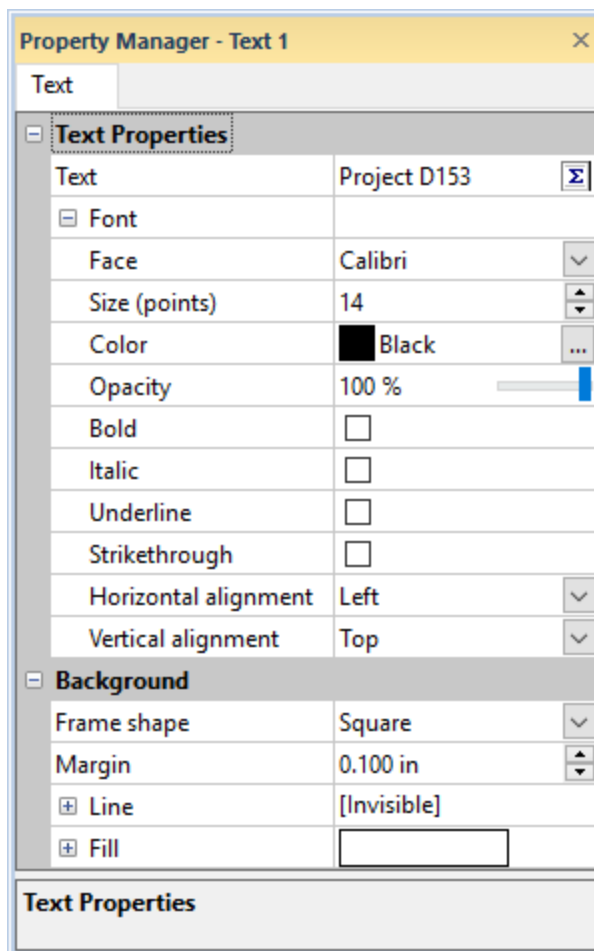 Property Manager - Text 1
Text
Text Properties
Text Project D153 Σ
Font
Face Calibri
Size (points) 14
Color Black ...
Opacity 100 %
Bold
Italic
Underline
Strikethrough
Horizontal alignment Left
Vertical alignment Top
Background
Frame shape Square
Margin 0.100 in
Line [Invisible]
Fill
Text Properties